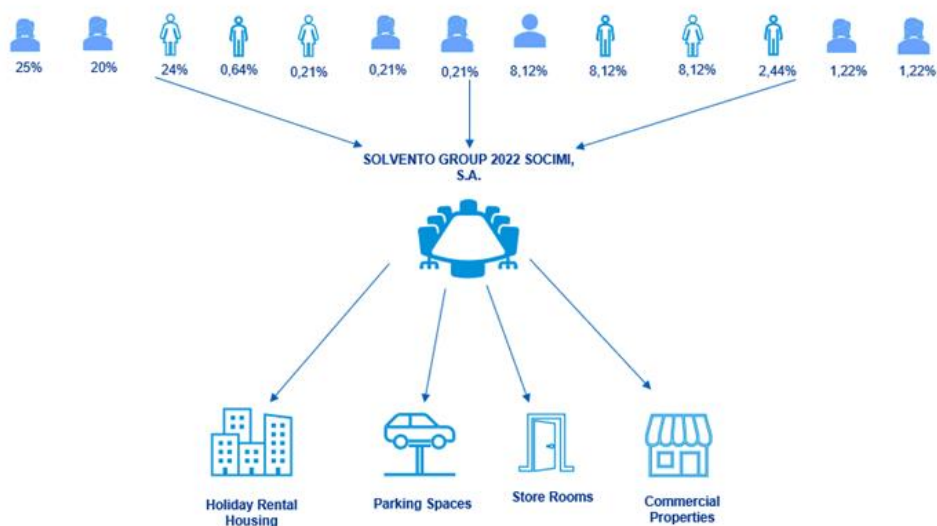 25% 20% 24% 0,64% 0,21% 0,21% 0,21% 8,12% 8,12% 8,12% 2,44% 1,22% 1,22%
SOLVENTO GROUP 2022 SOCIMI,
S.A.
Holiday Rental
Housing
Parking Spaces
Store Rooms
Commercial
Properties